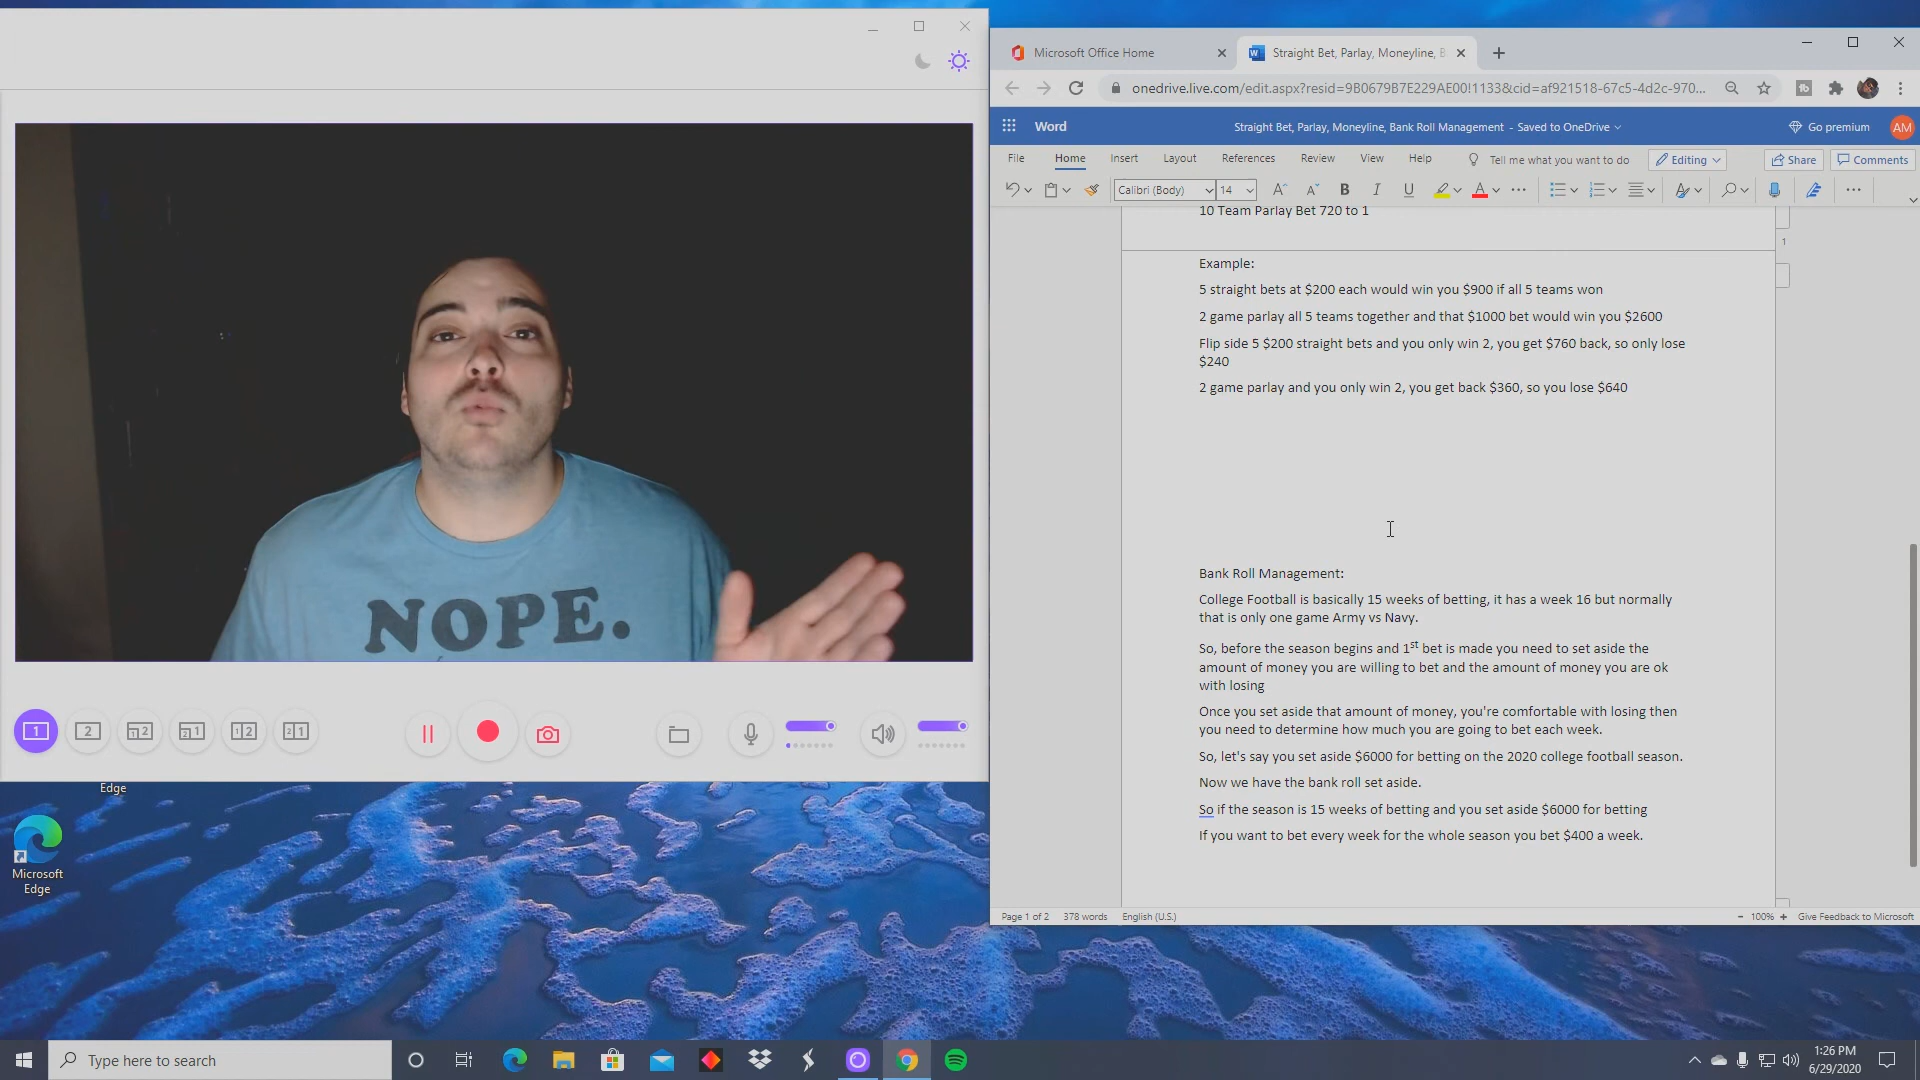 NOPE.
1
2
12
21
12
21
Edge
Microsoft
Edge
Microsoft Office Home
Straight Bet, Parlay, Moneyline, B
onedrive.live.com/edit.aspx?resid=9B0679B7E229AE00!1133&cid=af921518-67c5-4d2c-970...
Word
Straight Bet, Parlay, Moneyline, Bank Roll Management - Saved to OneDrive
Go premium
AM
File Home Insert Layout References Review View Help Tell me what you want to do Editing Share Comments
Calibri (Body) 14 A A B I U A
10 Team Parlay Bet 720 to 1
1
Example:
5 straight bets at $200 each would win you $900 if all 5 teams won
2 game parlay all 5 teams together and that $1000 bet would win you $2600
Flip side 5 $200 straight bets and you only win 2, you get $760 back, so only lose
$240
2 game parlay and you only win 2, you get back $360, so you lose $640
Bank Roll Management:
College Football is basically 15 weeks of betting, it has a week 16 but normally
that is only one game Army vs Navy.
So, before the season begins and 1st bet is made you need to set aside the
amount of money you are willing to bet and the amount of money you are ok
with losing
Once you set aside that amount of money, you're comfortable with losing then
you need to determine how much you are going to bet each week.
So, let's say you set aside $6000 for betting on the 2020 college football season.
Now we have the bank roll set aside.
So if the season is 15 weeks of betting and you set aside $6000 for betting
If you want to bet every week for the whole season you bet $400 a week.
Page 1 of 2 378 words English (U.S.) - 100% + Give Feedback to Microsoft
Type here to search
1:26 PM
6/29/2020